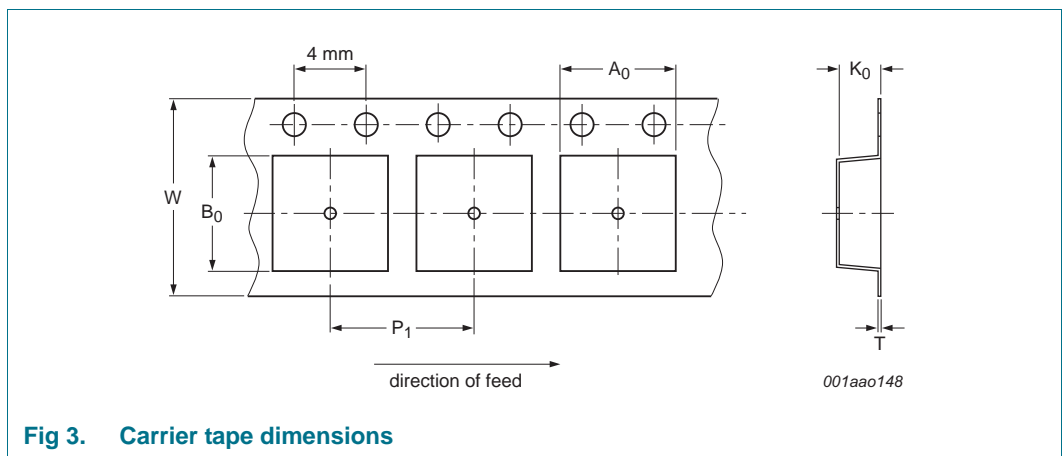 4 mm
A0
K0
W
B0
P1
T
direction of feed
001aao148
Fig 3. Carrier tape dimensions